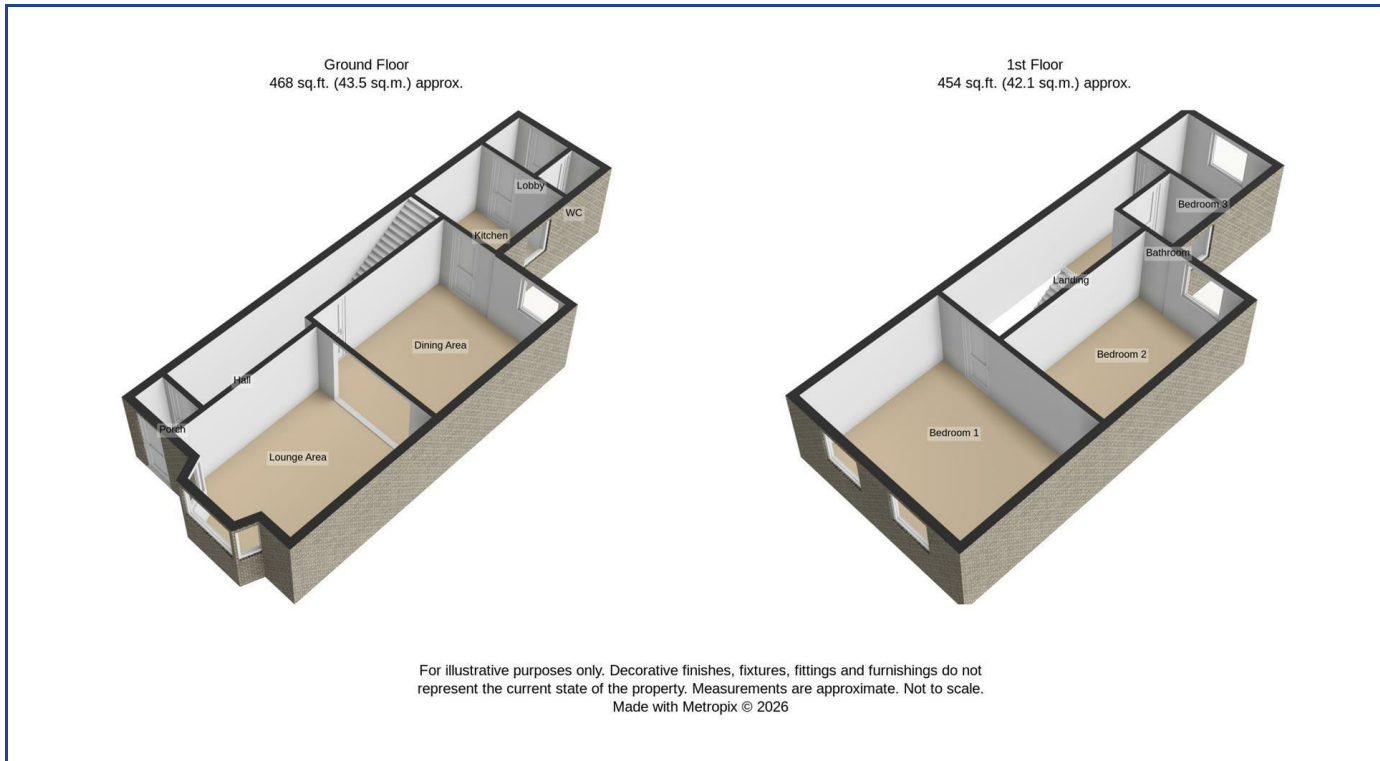 Ground Floor
468 sq.ft. (43.5 sq.m.) approx.
1st Floor
454 sq.ft. (42.1 sq.m.) approx.
Lobby
WC
Kitchen
Dining Area
Hall
Porch
Lounge Area
Bedroom 3
Bathroom
Landing
Bedroom 2
Bedroom 1
For illustrative purposes only. Decorative finishes, fixtures, fittings and furnishings do not
represent the current state of the property. Measurements are approximate. Not to scale.
Made with Metropix © 2026